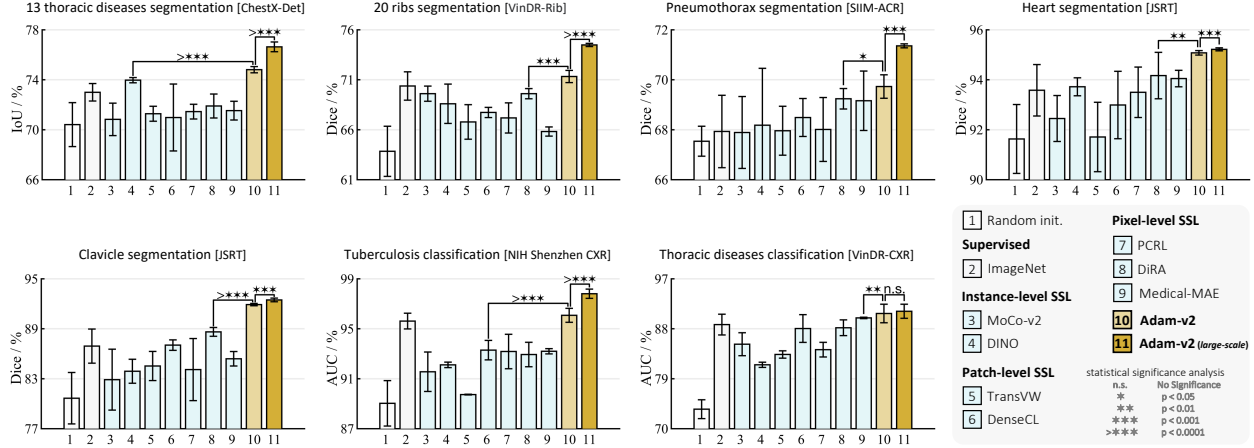 13 thoracic diseases segmentation [ChestX-Det]
IoU / %
78
74
70
66
>∗∗∗
>∗∗∗
1 2 3 4 5 6 7 8 9 10 11
20 ribs segmentation [VinDR-Rib]
Dice / %
76
71
66
61
∗∗∗
>∗∗∗
1 2 3 4 5 6 7 8 9 10 11
Pneumothorax segmentation [SIIM-ACR]
Dice / %
72
70
68
66
∗
∗∗∗
1 2 3 4 5 6 7 8 9 10 11
Heart segmentation [JSRT]
Dice / %
96
94
92
90
∗∗
∗∗∗
1 2 3 4 5 6 7 8 9 10 11
Clavicle segmentation [JSRT]
Dice / %
95
89
83
77
>∗∗∗
∗∗∗
1 2 3 4 5 6 7 8 9 10 11
Tuberculosis classification [NIH Shenzhen CXR]
AUC / %
99
95
91
87
>∗∗∗
>∗∗∗
1 2 3 4 5 6 7 8 9 10 11
Thoracic diseases classification [VinDR-CXR]
AUC / %
97
88
79
70
∗∗
n.s.
1 2 3 4 5 6 7 8 9 10 11
1 Random init.
Supervised
2 ImageNet
Instance-level SSL
3 MoCo-v2
4 DINO
Patch-level SSL
5 TransVW
6 DenseCL
Pixel-level SSL
7 PCRL
8 DiRA
9 Medical-MAE
10 Adam-v2
11 Adam-v2 (large-scale)
statistical significance analysis
n.s. No Significance
∗ p < 0.05
∗∗ p < 0.01
∗∗∗ p < 0.001
>∗∗∗ p < 0.0001